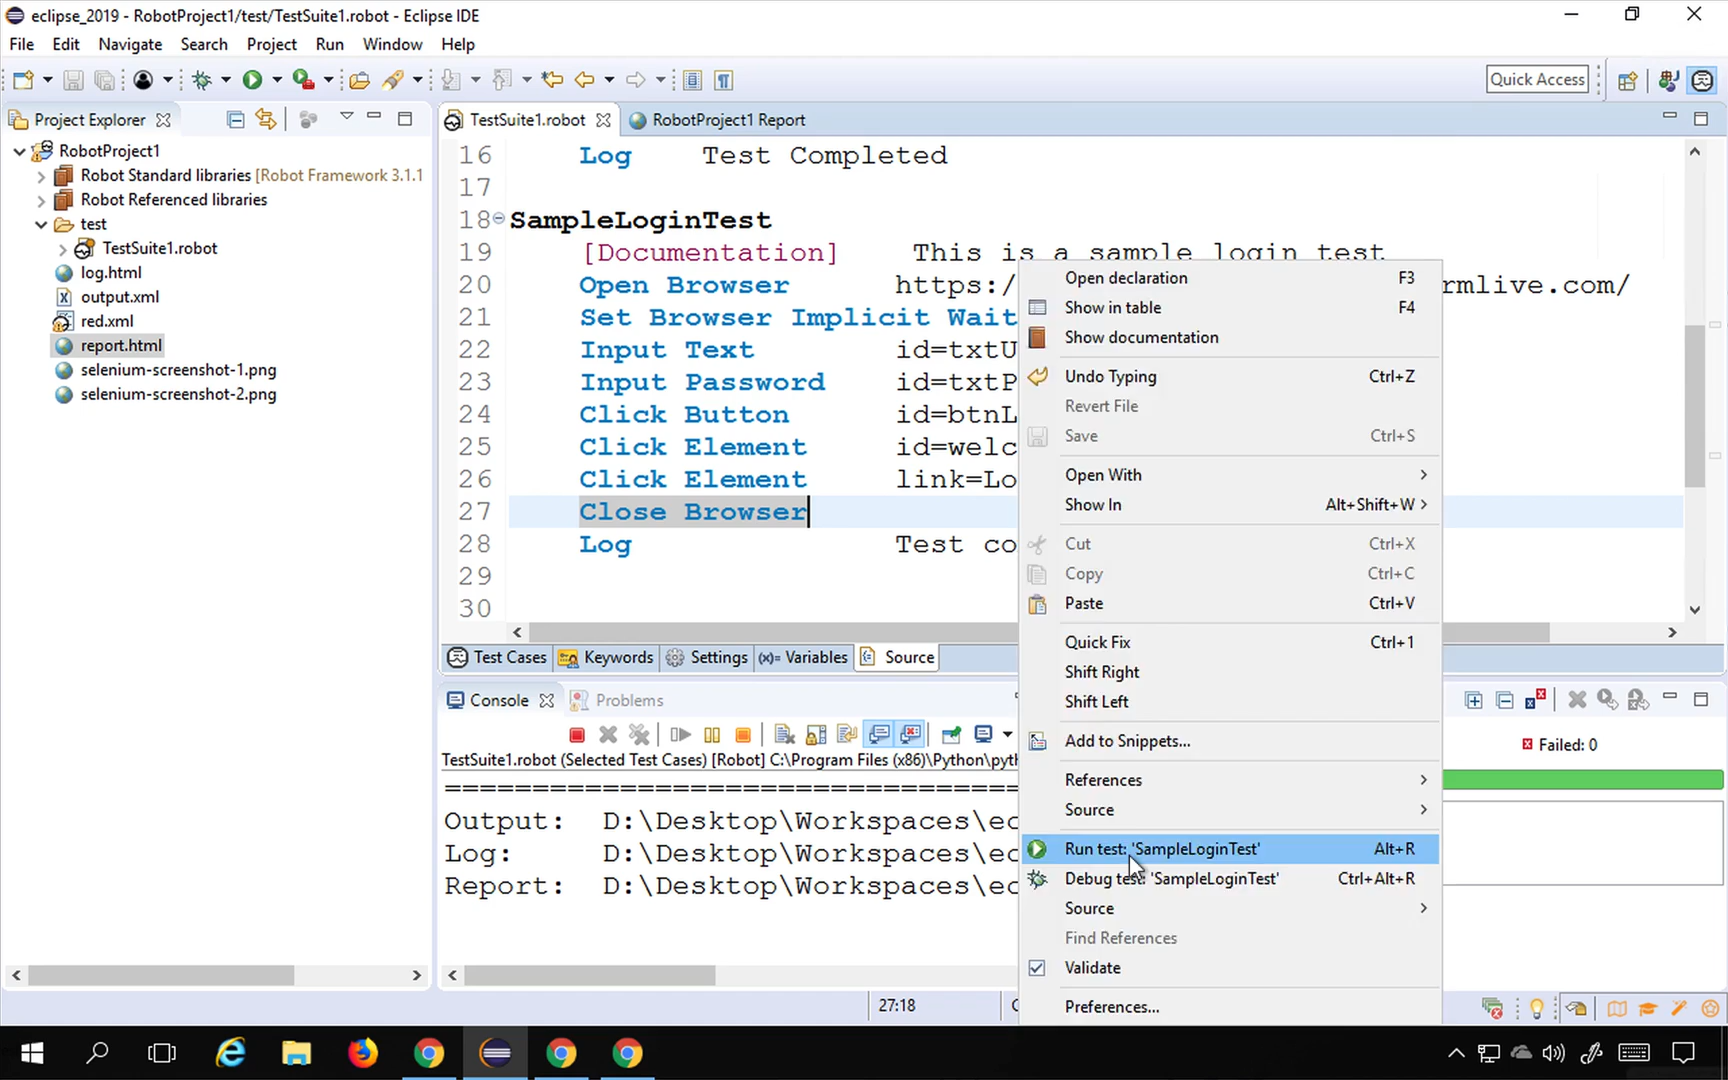 eclipse_2019 - RobotProject1/test/TestSuite1.robot - Eclipse IDE
File Edit Navigate Search Project Run Window Help
Quick Access
Project Explorer
RobotProject1
Robot Standard libraries [Robot Framework 3.1.1
Robot Referenced libraries
test
TestSuite1.robot
log.html
output.xml
red.xml
report.html
selenium-screenshot-1.png
selenium-screenshot-2.png
TestSuite1.robot RobotProject1 Report
16 Log Test Completed
17
18 SampleLoginTest
19 [Documentation] This is a sample login test
20 Open Browser https:/ rmlive.com/
21 Set Browser Implicit Wait
22 Input Text id=txtU
23 Input Password id=txtP
24 Click Button id=btnL
25 Click Element id=welc
26 Click Element link=Lo
27 Close Browser
28 Log Test co
29
30
Test Cases Keywords Settings (x)= Variables Source
Console Problems
TestSuite1.robot (Selected Test Cases) [Robot] C:\Program Files (x86)\Python\pyth
=================================
Output: D:\Desktop\Workspaces\ec
Log: D:\Desktop\Workspaces\ec
Report: D:\Desktop\Workspaces\ec
Failed: 0
Open declaration F3
Show in table F4
Show documentation
Undo Typing Ctrl+Z
Revert File
Save Ctrl+S
Open With
Show In Alt+Shift+W
Cut Ctrl+X
Copy Ctrl+C
Paste Ctrl+V
Quick Fix Ctrl+1
Shift Right
Shift Left
Add to Snippets...
References
Source
Run test: 'SampleLoginTest' Alt+R
Debug test: 'SampleLoginTest' Ctrl+Alt+R
Source
Find References
Validate
Preferences...
27:18